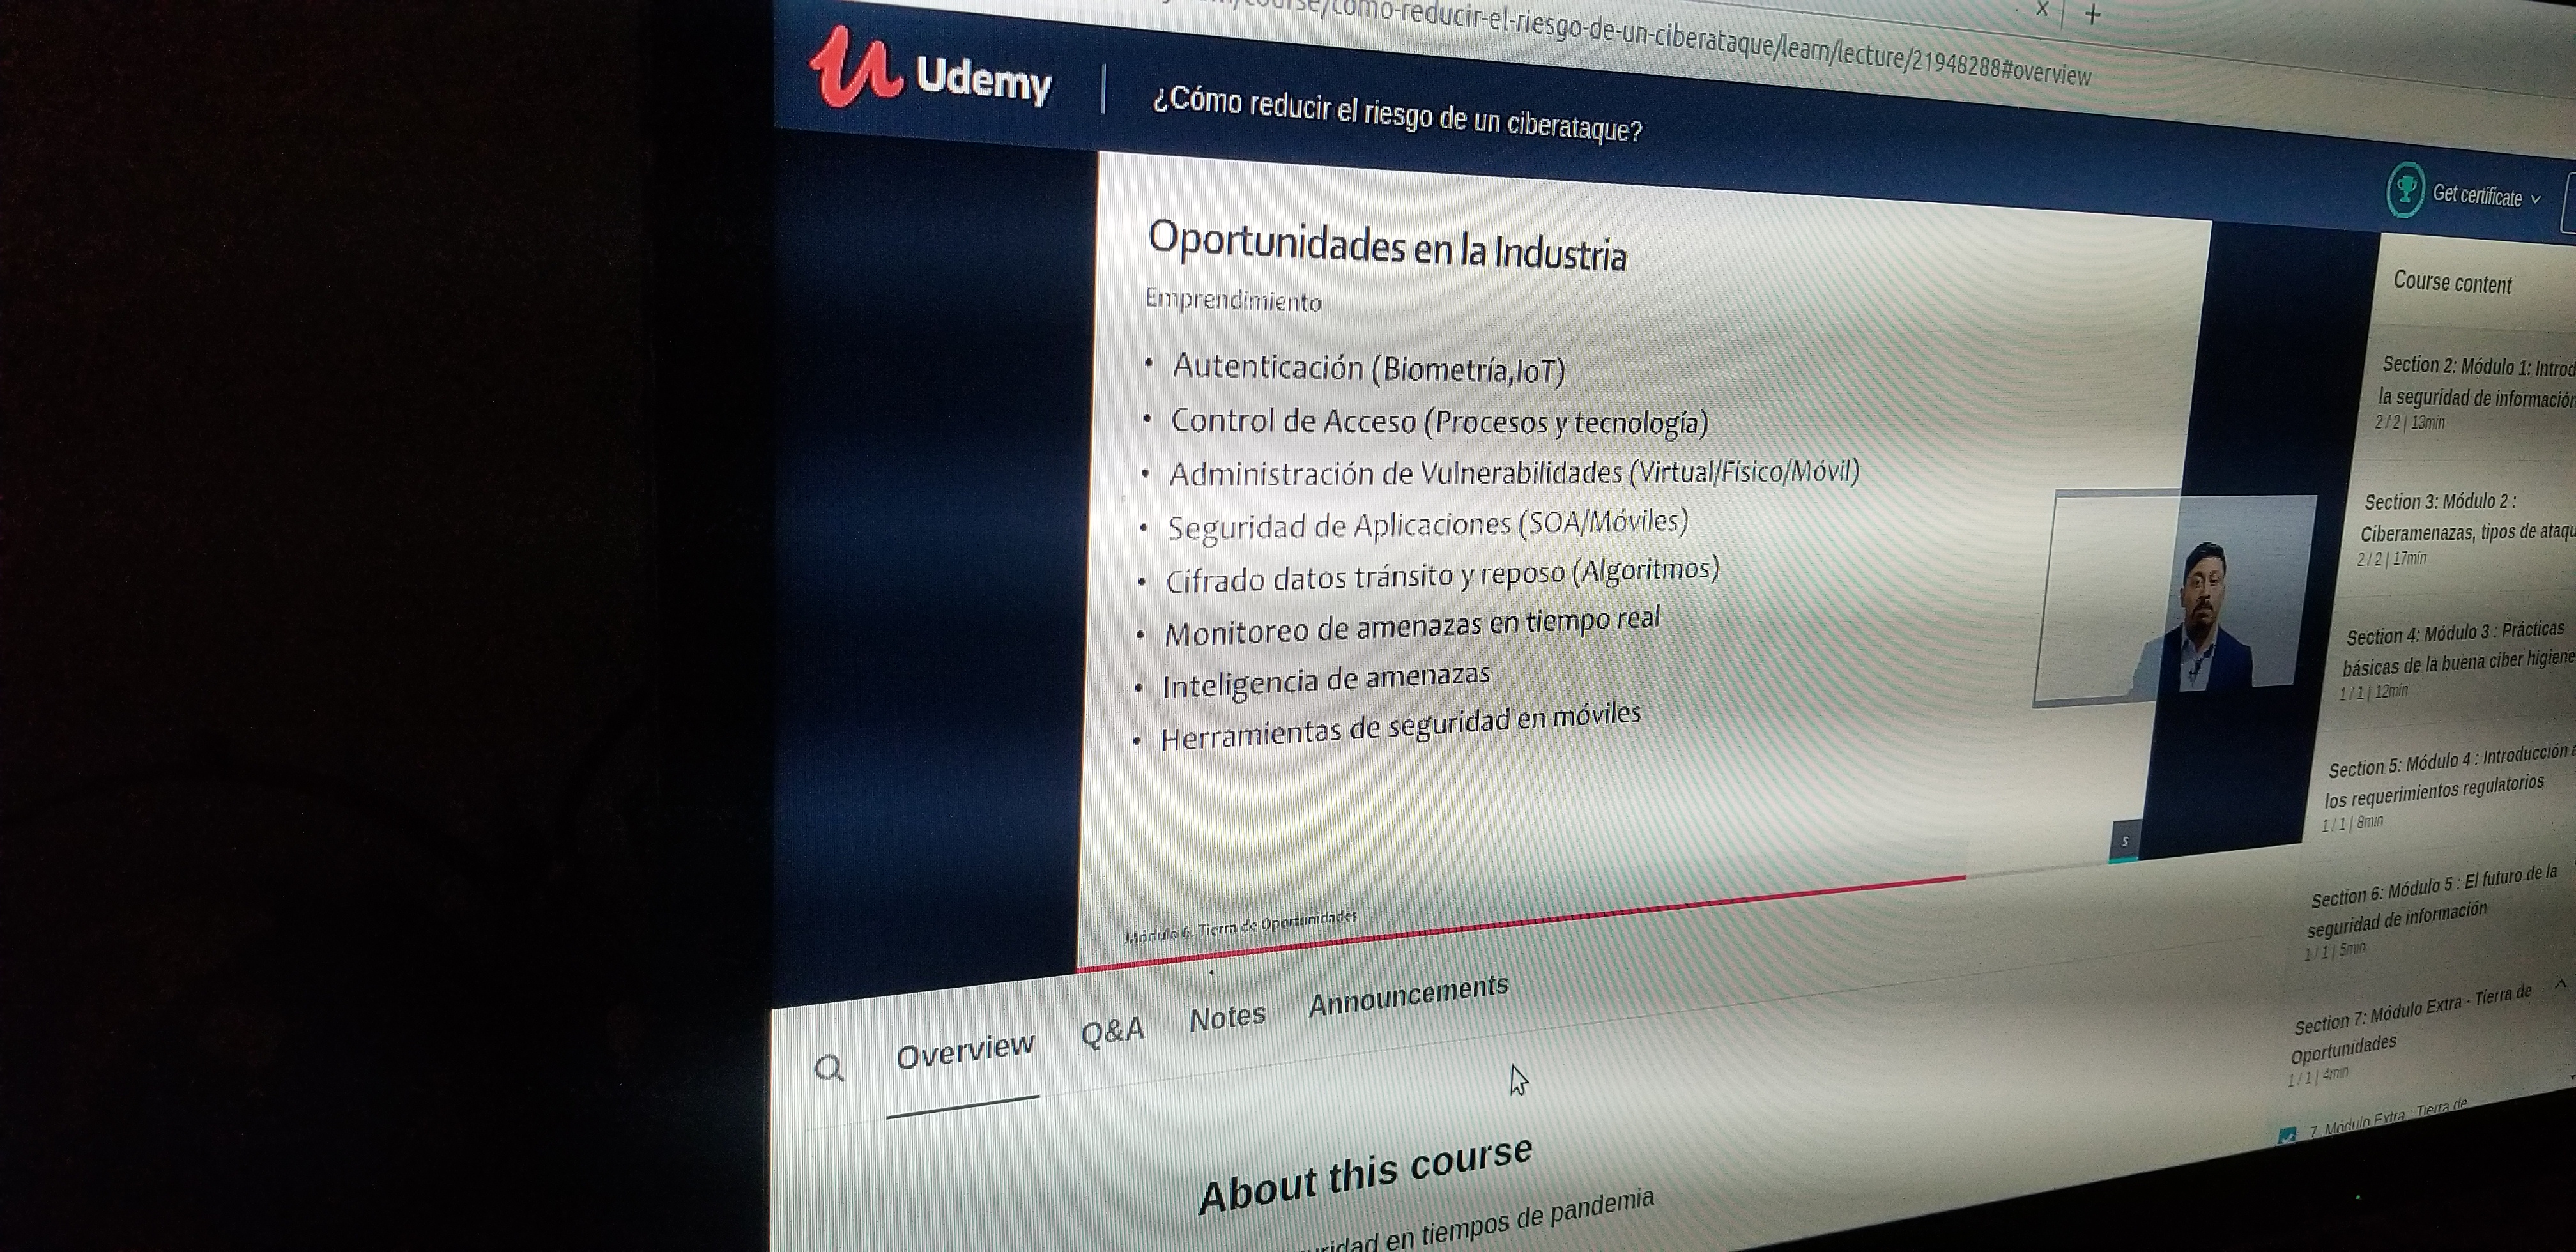 course/como-reducir-el-riesgo-de-un-ciberataque/learn/lecture/21948288#overview
Udemy
¿Cómo reducir el riesgo de un ciberataque?
Get certificate
Oportunidades en la Industria
Emprendimiento
• Autenticación (Biometría,IoT)
• Control de Acceso (Procesos y tecnología)
• Administración de Vulnerabilidades (Virtual/Físico/Móvil)
• Seguridad de Aplicaciones (SOA/Móviles)
• Cifrado datos tránsito y reposo (Algoritmos)
• Monitoreo de amenazas en tiempo real
• Inteligencia de amenazas
• Herramientas de seguridad en móviles
Módulo 6. Tierra de Oportunidades
5
Course content
Section 2: Módulo 1: Introd
la seguridad de información
2 / 2 | 13min
Section 3: Módulo 2 :
Ciberamenazas, tipos de ataqu
2 / 2 | 17min
Section 4: Módulo 3 : Prácticas
básicas de la buena ciber higiene
1 / 1 | 12min
Section 5: Módulo 4 : Introducción a
los requerimientos regulatorios
1 / 1 | 8min
Section 6: Módulo 5 : El futuro de la
seguridad de información
1 / 1 | 5min
Section 7: Módulo Extra - Tierra de
Oportunidades
1 / 1 | 4min
7. Módulo Extra : Tierra de
Overview
Q&A
Notes
Announcements
About this course
ridad en tiempos de pandemia